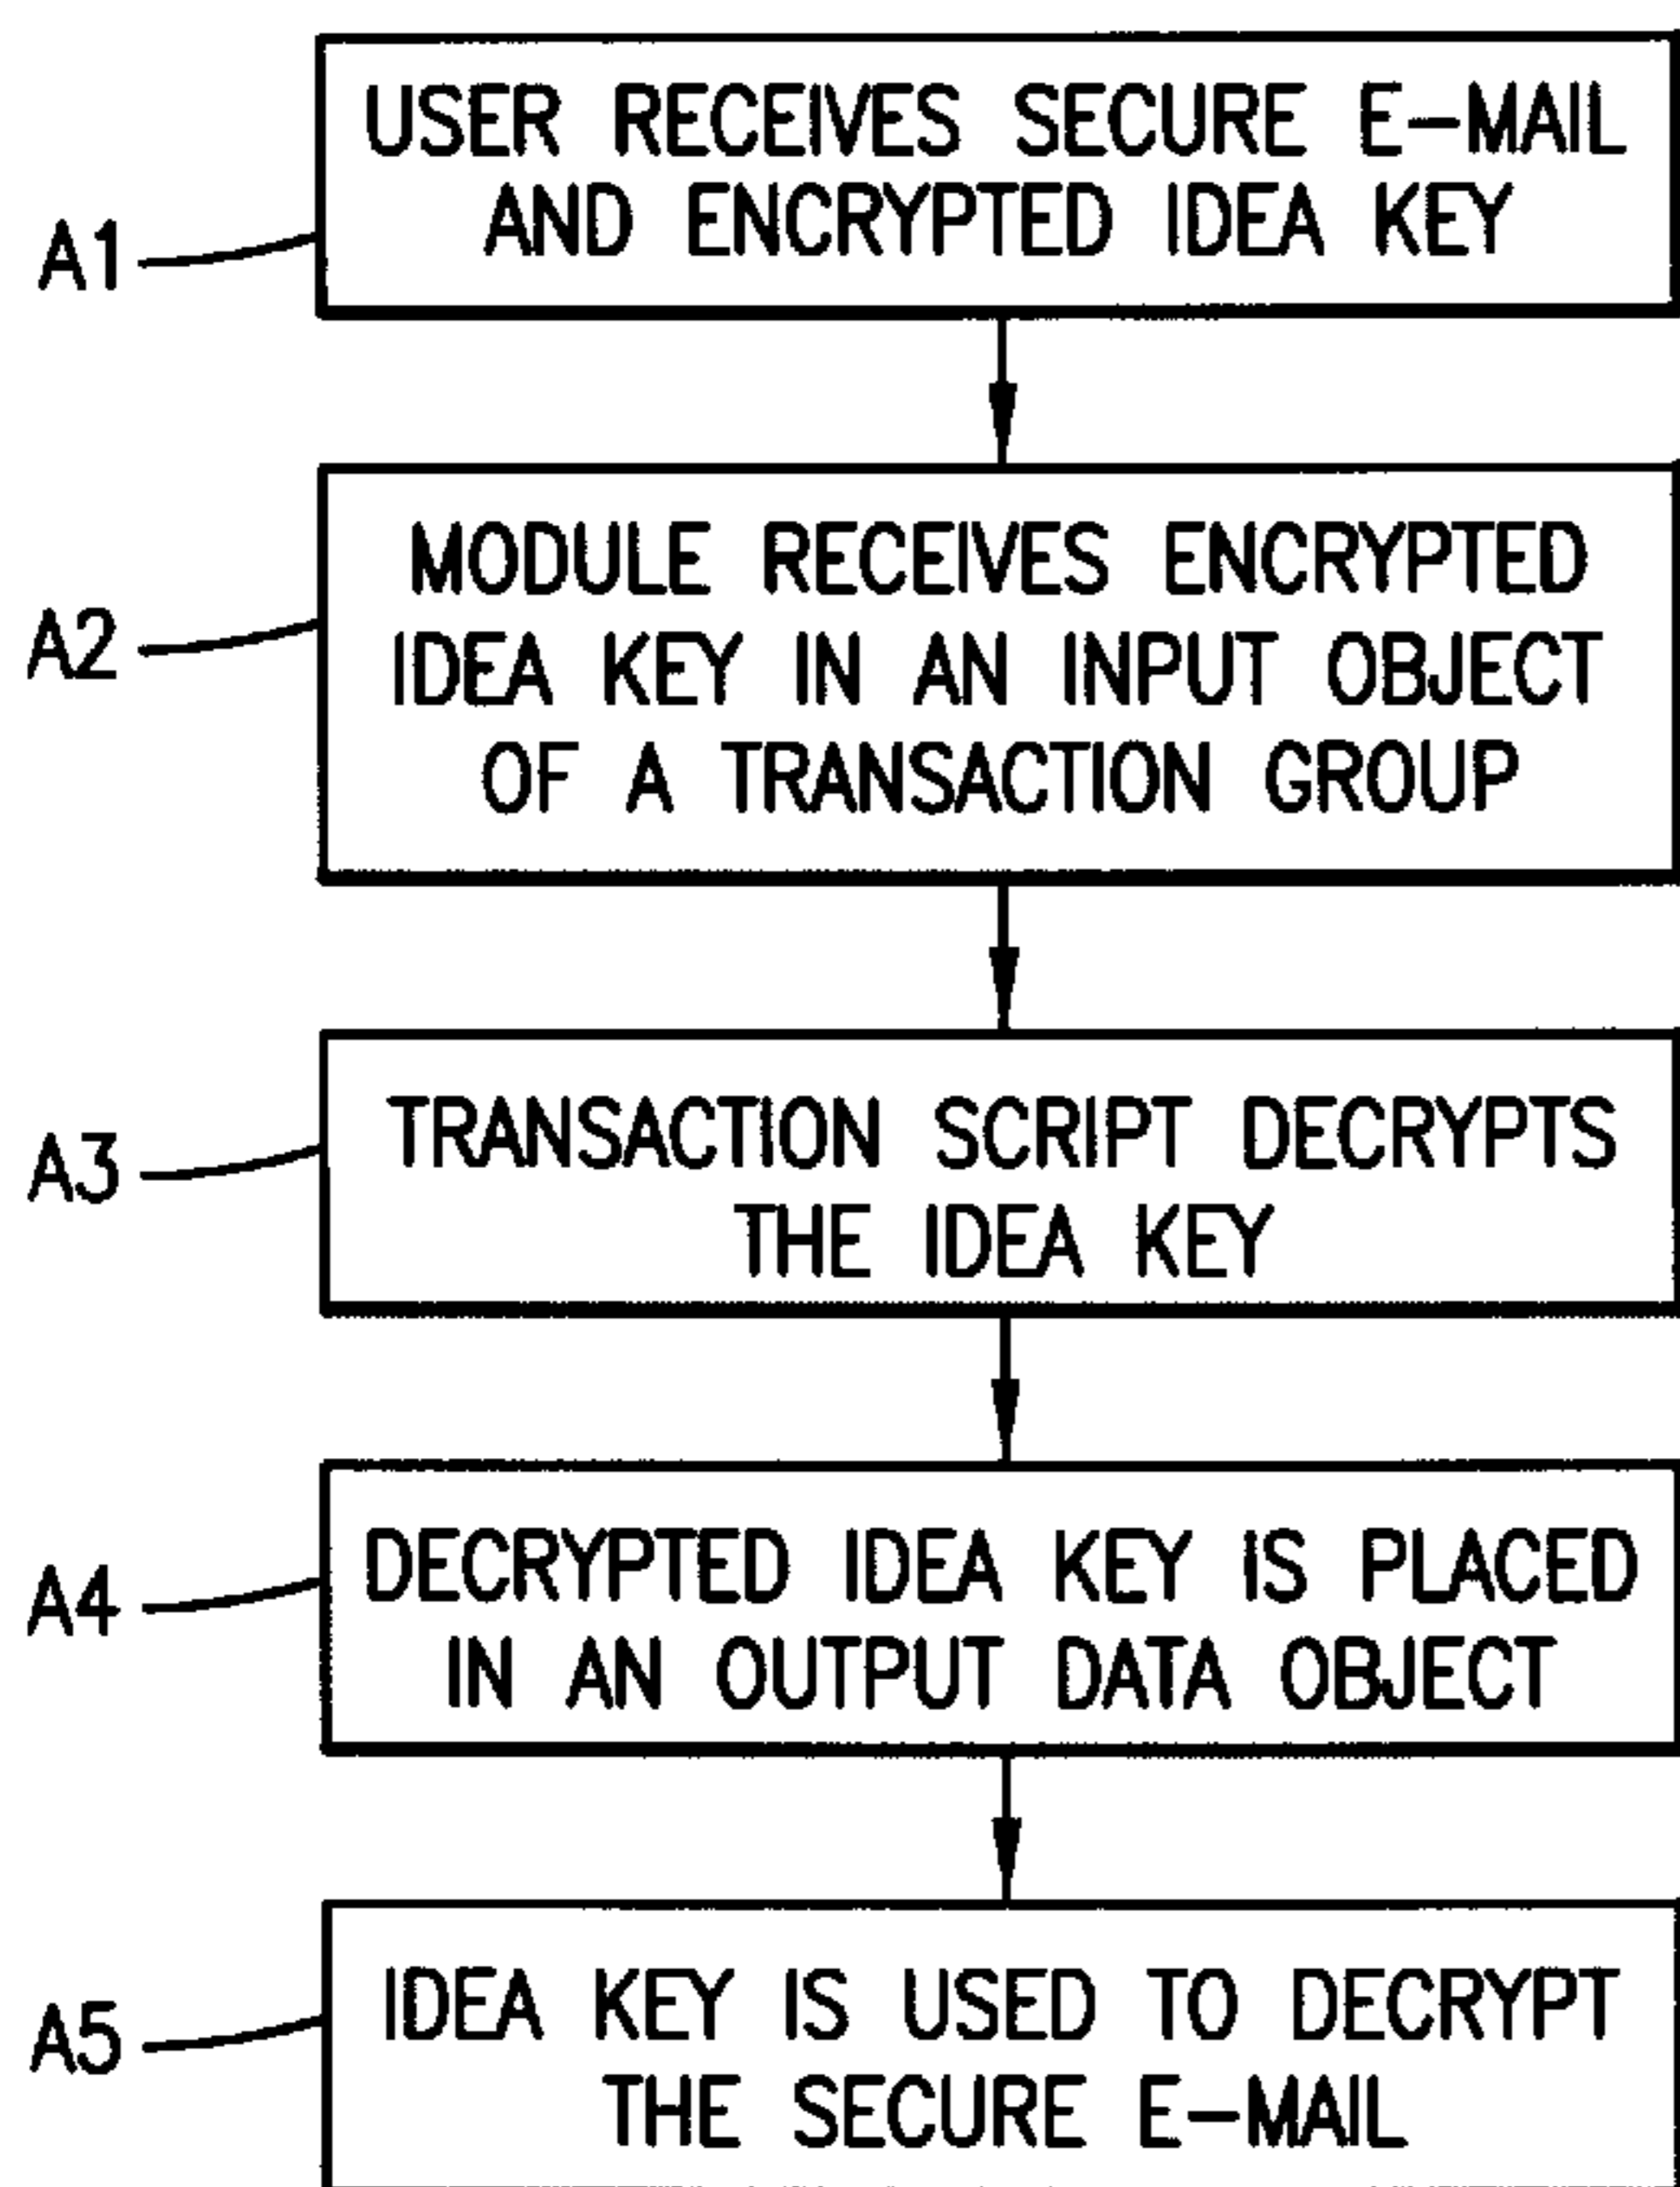 USER RECEIVES SECURE E-MAIL
AND ENCRYPTED IDEA KEY
A1
MODULE RECEIVES ENCRYPTED
IDEA KEY IN AN INPUT OBJECT
OF A TRANSACTION GROUP
A2
TRANSACTION SCRIPT DECRYPTS
THE IDEA KEY
A3
DECRYPTED IDEA KEY IS PLACED
IN AN OUTPUT DATA OBJECT
A4
IDEA KEY IS USED TO DECRYPT
THE SECURE E-MAIL
A5